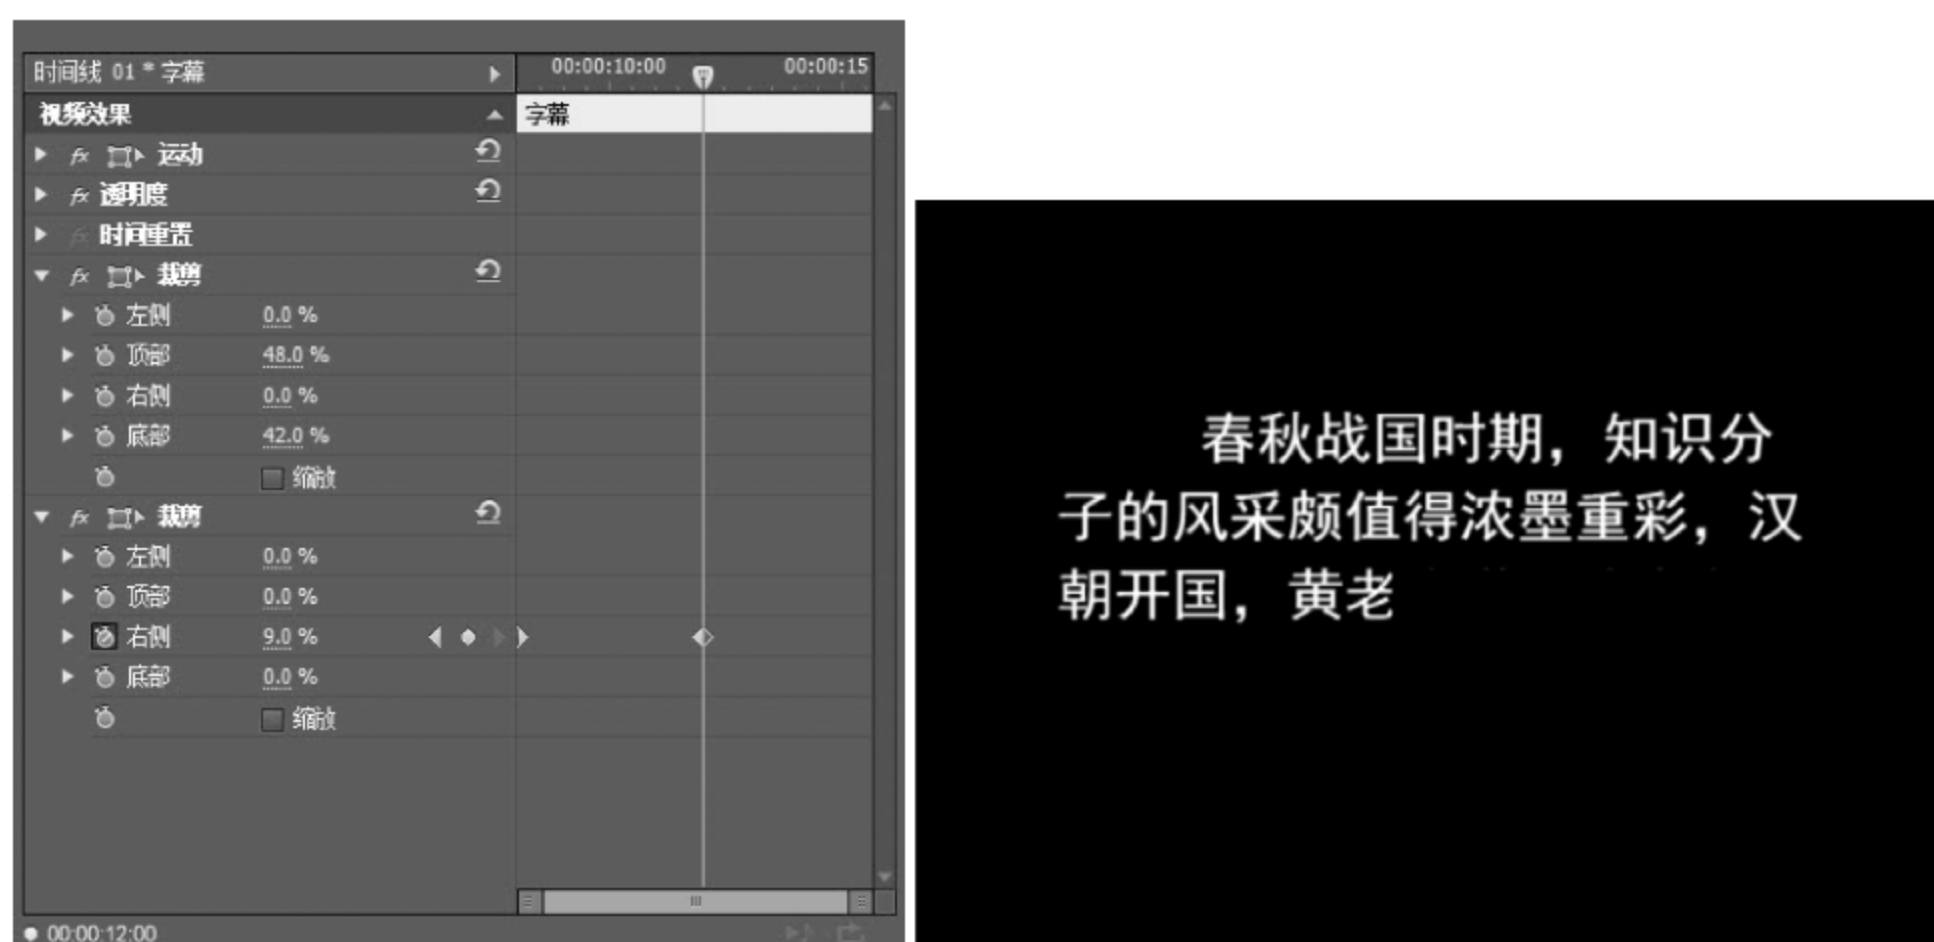 时间线 01 * 字幕
00:00:10:00 00:00:15
视频效果
字幕
fx 运动
fx 透明度
fx 时间重置
fx 裁剪
左侧 0.0 %
顶部 48.0 %
右侧 0.0 %
底部 42.0 %
缩放
fx 裁剪
左侧 0.0 %
顶部 0.0 %
右侧 9.0 %
底部 0.0 %
缩放
00:00:12:00
春秋战国时期，知识分
子的风采颇值得浓墨重彩，汉
朝开国，黄老